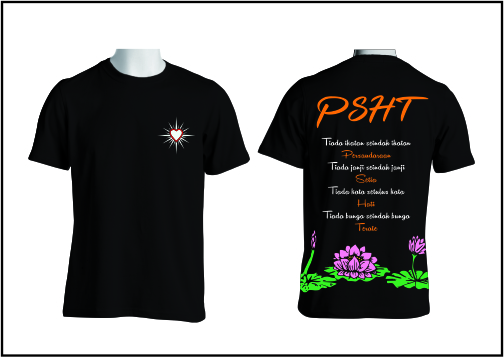 PSHT
Tiada ikatan seindah ikatan
Persaudaraan
Tiada janji seindah janji
Setia
Tiada kata setulus kata
Hati
Tiada bunga seindah bunga
Terate